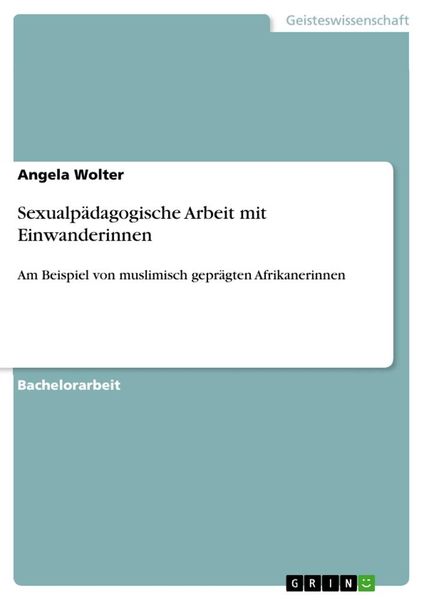 Geisteswissenschaft
Angela Wolter
Sexualpädagogische Arbeit mit
Einwanderinnen
Am Beispiel von muslimisch geprägten Afrikanerinnen
Bachelorarbeit
GRIN